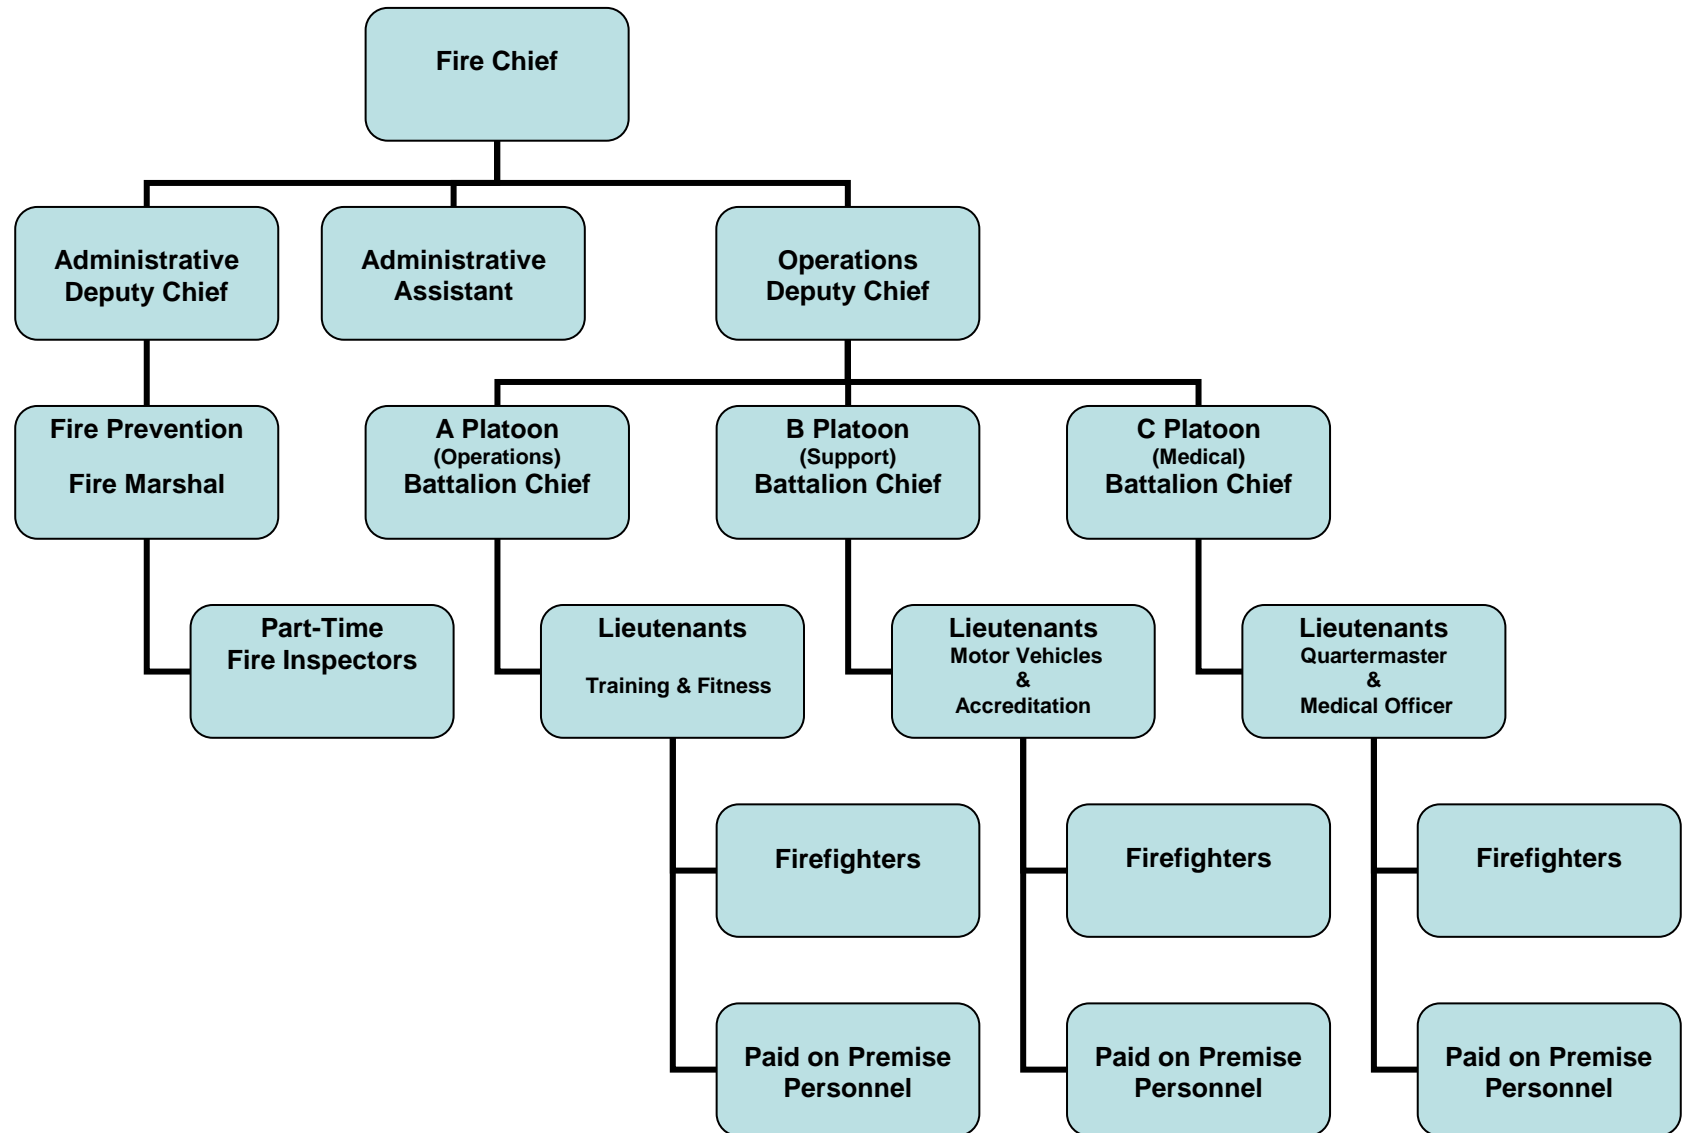 Fire Chief
Administrative
Deputy Chief
Administrative
Assistant
Operations
Deputy Chief
Fire Prevention
Fire Marshal
A Platoon
(Operations)
Battalion Chief
B Platoon
(Support)
Battalion Chief
C Platoon
(Medical)
Battalion Chief
Part-Time
Fire Inspectors
Lieutenants
Training & Fitness
Lieutenants
Motor Vehicles
&
Accreditation
Lieutenants
Quartermaster
&
Medical Officer
Firefighters
Firefighters
Firefighters
Paid on Premise
Personnel
Paid on Premise
Personnel
Paid on Premise
Personnel